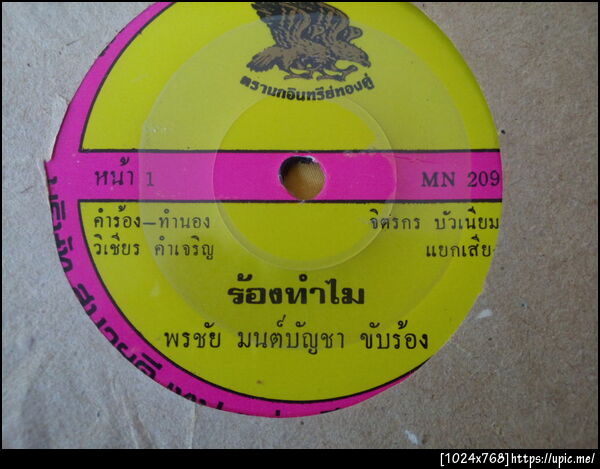 ตรานกอินทรีย์ทองคู่
หน้า 1 MN 209
คำร้อง-ทำนอง จิตรกร บัวเนียม
วิเชียร คำเจริญ แยกเสีย
ร้องทำไม
พรชัย มนต์บัญชา ขับร้อง
[1024x768]https://upic.me/